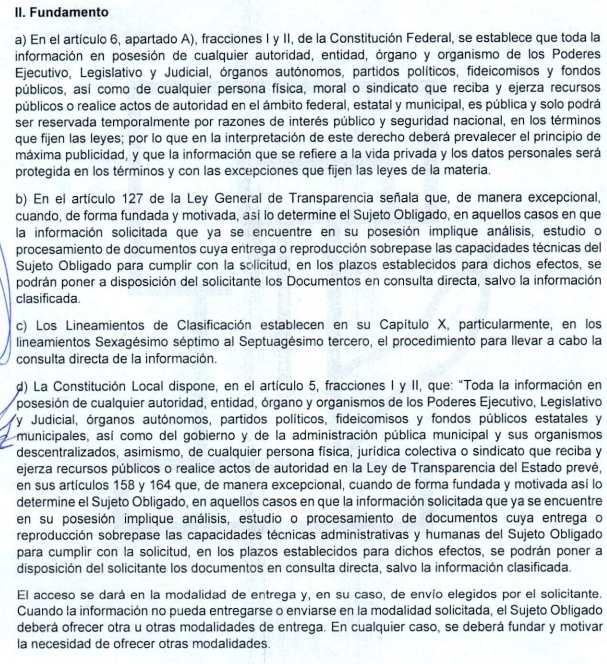 II. Fundamento
a) En el artículo 6, apartado A), fracciones I y II, de la Constitución Federal, se establece que toda la
información en posesión de cualquier autoridad, entidad, órgano y organismo de los Poderes
Ejecutivo, Legislativo y Judicial, órganos autónomos, partidos políticos, fideicomisos y fondos
públicos, así como de cualquier persona física, moral o sindicato que reciba y ejerza recursos
públicos o realice actos de autoridad en el ámbito federal, estatal y municipal, es pública y solo podrá
ser reservada temporalmente por razones de interés público y seguridad nacional, en los términos
que fijen las leyes; por lo que en la interpretación de este derecho deberá prevalecer el principio de
máxima publicidad, y que la información que se refiere a la vida privada y los datos personales será
protegida en los términos y con las excepciones que fijen las leyes de la materia.
b) En el artículo 127 de la Ley General de Transparencia señala que, de manera excepcional,
cuando, de forma fundada y motivada, así lo determine el Sujeto Obligado, en aquellos casos en que
la información solicitada que ya se encuentre en su posesión implique análisis, estudio o
procesamiento de documentos cuya entrega o reproducción sobrepase las capacidades técnicas del
Sujeto Obligado para cumplir con la solicitud, en los plazos establecidos para dichos efectos, se
podrán poner a disposición del solicitante los Documentos en consulta directa, salvo la información
clasificada.
c) Los Lineamientos de Clasificación establecen en su Capítulo X, particularmente, en los
lineamientos Sexagésimo séptimo al Septuagésimo tercero, el procedimiento para llevar a cabo la
consulta directa de la información.
d) La Constitución Local dispone, en el artículo 5, fracciones I y II, que: “Toda la información en
posesión de cualquier autoridad, entidad, órgano y organismos de los Poderes Ejecutivo, Legislativo
y Judicial, órganos autónomos, partidos políticos, fideicomisos y fondos públicos estatales y
municipales, así como del gobierno y de la administración pública municipal y sus organismos
descentralizados, asimismo, de cualquier persona física, jurídica colectiva o sindicato que reciba y
ejerza recursos públicos o realice actos de autoridad en la Ley de Transparencia del Estado prevé,
en sus artículos 158 y 164 que, de manera excepcional, cuando de forma fundada y motivada así lo
determine el Sujeto Obligado, en aquellos casos en que la información solicitada que ya se encuentre
en su posesión implique análisis, estudio o procesamiento de documentos cuya entrega o
reproducción sobrepase las capacidades técnicas administrativas y humanas del Sujeto Obligado
para cumplir con la solicitud, en los plazos establecidos para dichos efectos, se podrán poner a
disposición del solicitante los documentos en consulta directa, salvo la información clasificada.
El acceso se dará en la modalidad de entrega y, en su caso, de envío elegidos por el solicitante.
Cuando la información no pueda entregarse o enviarse en la modalidad solicitada, el Sujeto Obligado
deberá ofrecer otra u otras modalidades de entrega. En cualquier caso, se deberá fundar y motivar
la necesidad de ofrecer otras modalidades.